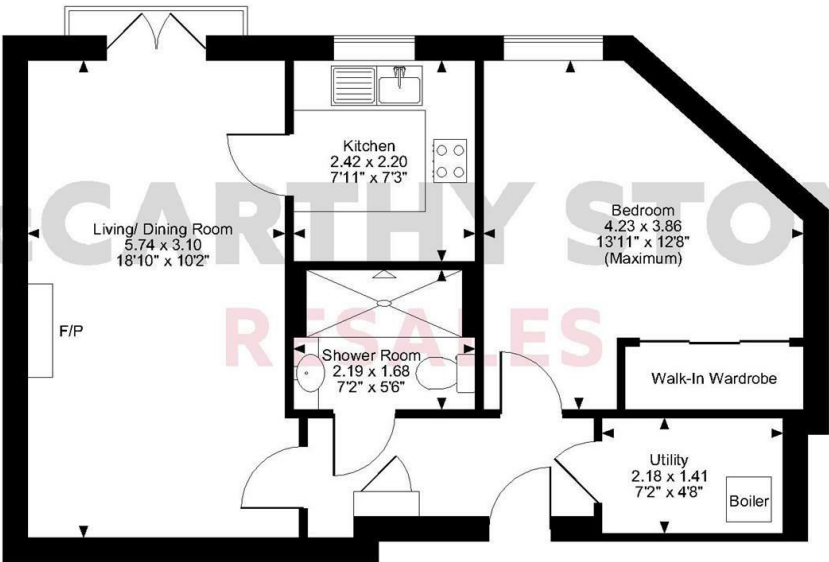 Kitchen
2.42 x 2.20
7'11" x 7'3"
Living/ Dining Room
5.74 x 3.10
18'10" x 10'2"
Bedroom
4.23 x 3.86
13'11" x 12'8"
(Maximum)
F/P
Shower Room
2.19 x 1.68
7'2" x 5'6"
Walk-In Wardrobe
Utility
2.18 x 1.41
7'2" x 4'8"
Boiler
McCARTHY STO
RESALES